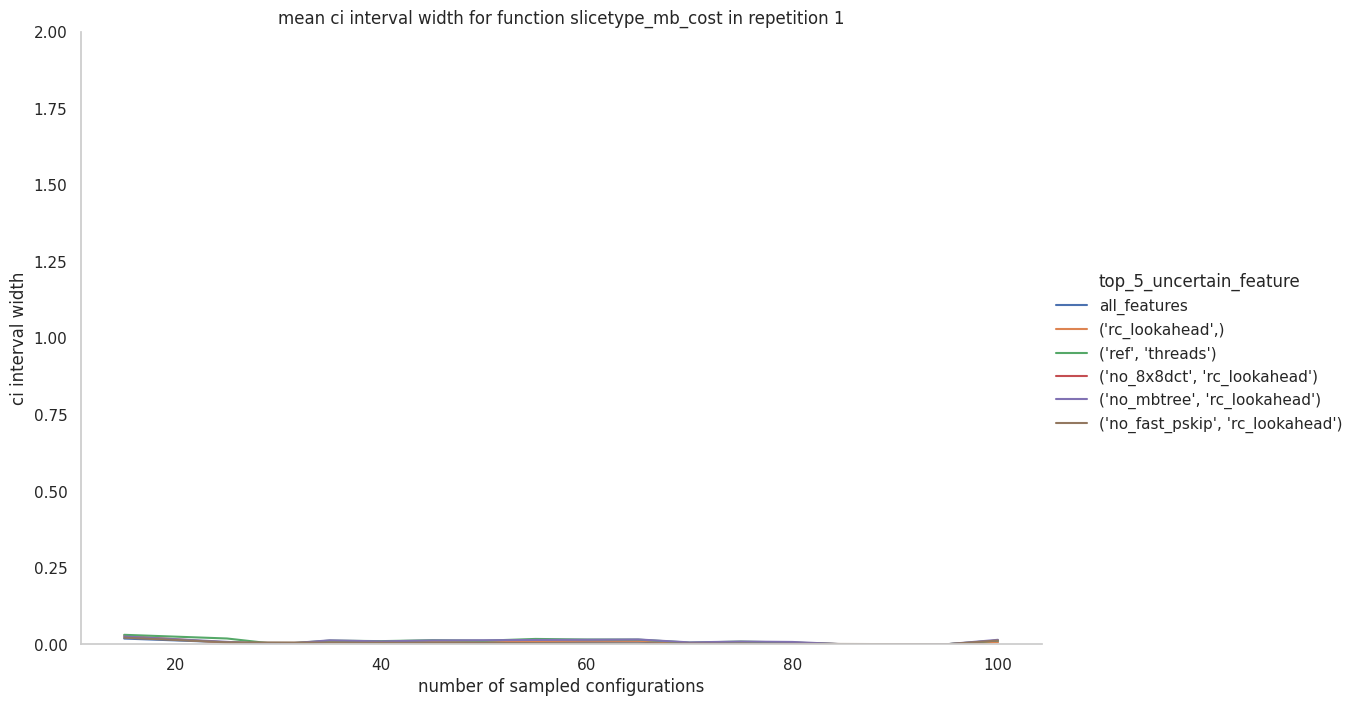 mean ci interval width for function slicetype_mb_cost in repetition 1
2.00
1.75
1.50
1.25
1.00
0.75
0.50
0.25
0.00
ci interval width
20
40
60
80
100
number of sampled configurations
top_5_uncertain_feature
all_features
('rc_lookahead',)
('ref', 'threads')
('no_8x8dct', 'rc_lookahead')
('no_mbtree', 'rc_lookahead')
('no_fast_pskip', 'rc_lookahead')